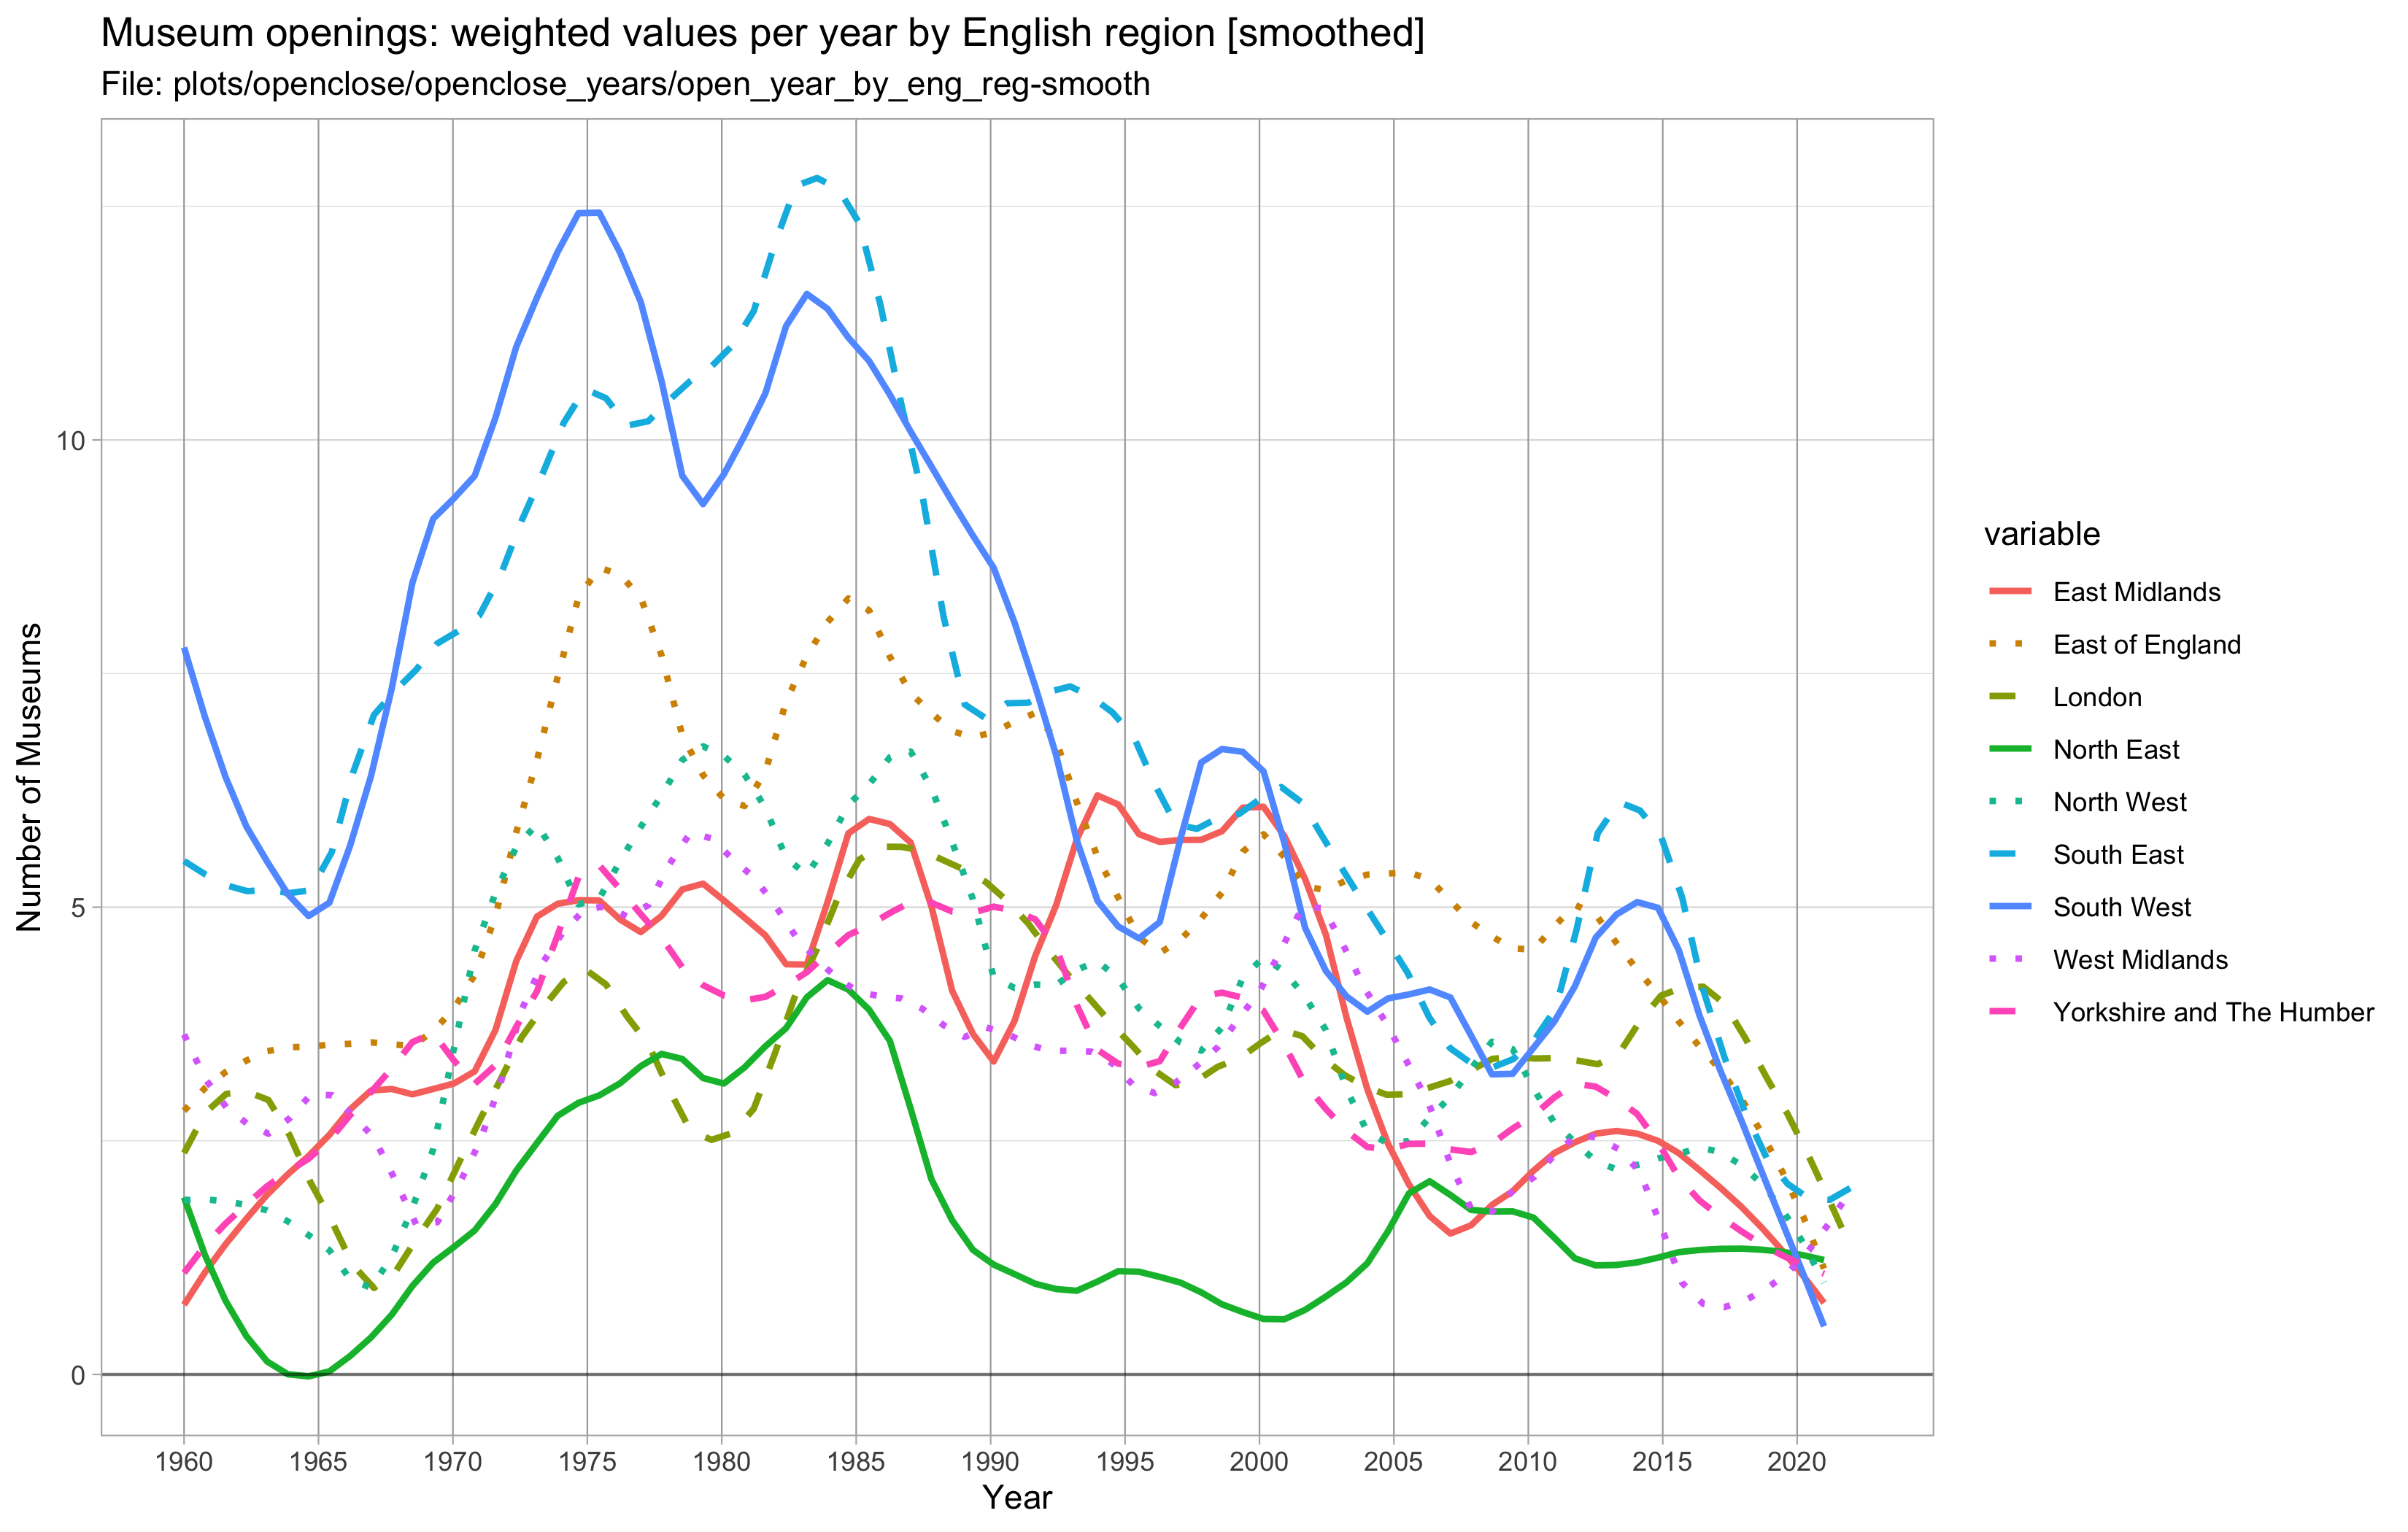 Museum openings: weighted values per year by English region [smoothed]
File: plots/openclose/openclose_years/open_year_by_eng_reg-smooth
Number of Museums
10
5
0
1960 1965 1970 1975 1980 1985 1990 1995 2000 2005 2010 2015 2020
Year
variable
East Midlands
East of England
London
North East
North West
South East
South West
West Midlands
Yorkshire and The Humber